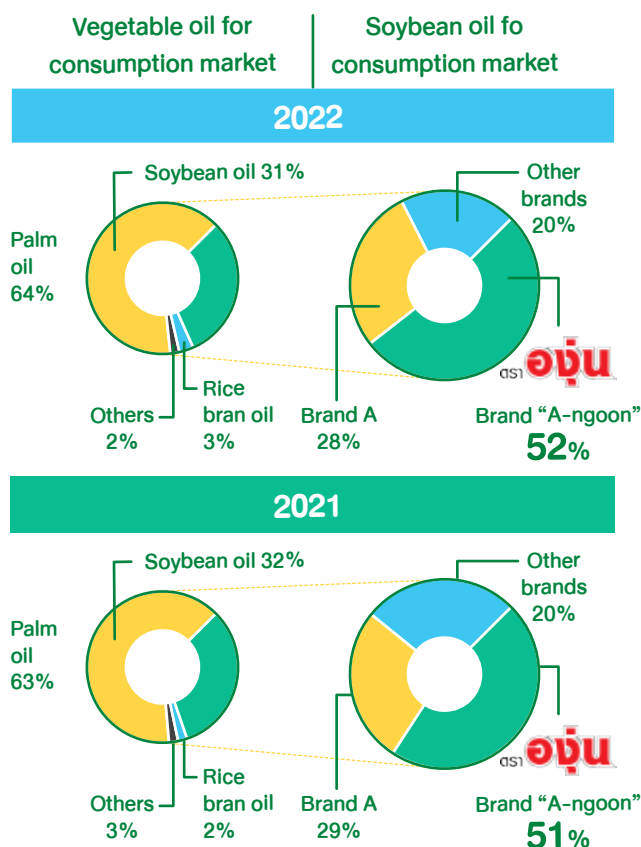 Vegetable oil for
consumption market
Soybean oil fo
consumption market
2022
Soybean oil 31%
Palm
oil
64%
Others
2%
Rice
bran oil
3%
Other
brands
20%
Brand A
28%
ตรา องุ่น
Brand “A-ngoon”
52%
2021
Soybean oil 32%
Palm
oil
63%
Others
3%
Rice
bran oil
2%
Other
brands
20%
Brand A
29%
ตรา องุ่น
Brand “A-ngoon”
51%